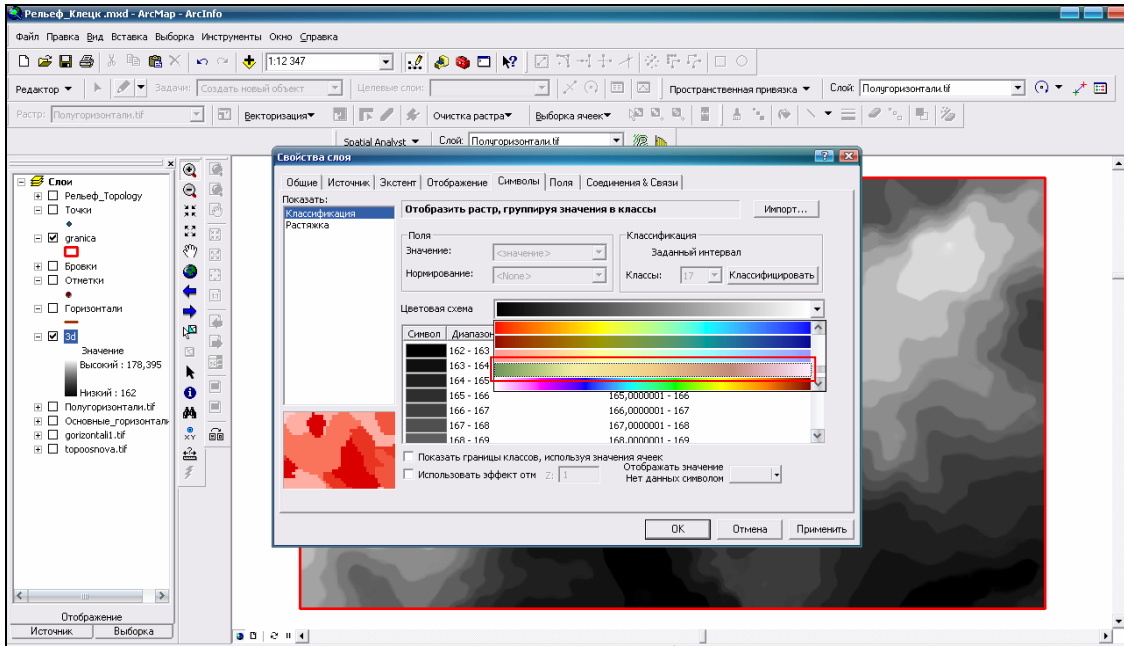 Рельеф_Клецк .mxd - ArcMap - ArcInfo
Файл Правка Вид Вставка Выборка Инструменты Окно Справка
1:12 347
Редактор Задачи: Создать новый объект Целевые слои: Пространственная привязка Слой: Полугоризонтали.tif
Растр: Полугоризонтали.tif Векторизация Очистка растра Выборка ячеек
Spatial Analyst Слой: Полугоризонтали.tif
Слои
Рельеф_Topology
Точки
granica
Бровки
Отметки
Горизонтали
3d
Значение
Высокий : 178,395
Низкий : 162
Полугоризонтали.tif
Основные_горизонтал
gorizontali1.tif
topoosnova.tif
Отображение
Источник Выборка
Свойства слоя
Общие Источник Экстент Отображение Символы Поля Соединения & Связи
Показать:
Классификация
Растяжка
Отобразить растр, группируя значения в классы
Импорт...
Поля
Значение: <значение>
Нормирование: <None>
Классификация
Заданный интервал
Классы: 17 Классифицировать
Цветовая схема
Символ Диапазон
162 - 163
163 - 164
164 - 165
165 - 166 165,0000001 - 166
166 - 167 166,0000001 - 167
167 - 168 167,0000001 - 168
168 - 169 168,0000001 - 169
Показать границы классов, используя значения ячеек
Использовать эффект отм Z: 1
Отображать значение
Нет данных символом
OK Отмена Применить